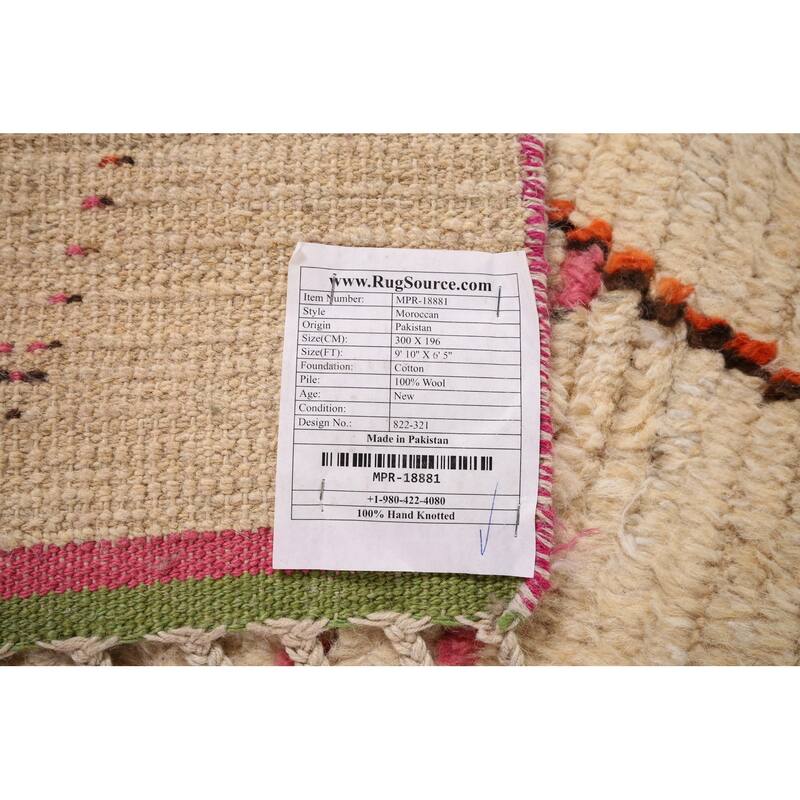 www.RugSource.com
Item Number: MPR-18881
Style Moroccan
Origin Pakistan
Size(CM): 300 X 196
Size(FT): 9' 10" X 6' 5"
Foundation: Cotton
Pile: 100% Wool
Age: New
Condition:
Design No.: 822-321
Made in Pakistan
MPR-18881
+1-980-422-4080
100% Hand Knotted